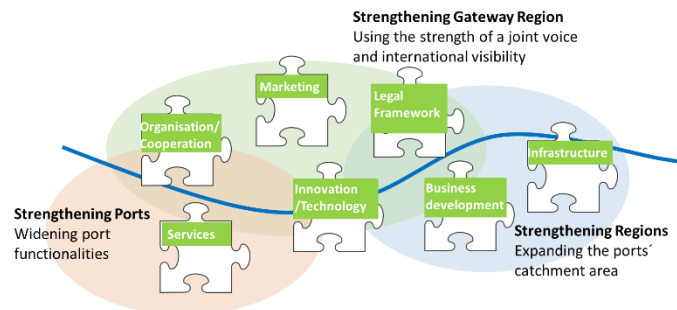 Strengthening Gateway Region
Using the strength of a joint voice
and international visibility
Marketing
Legal
Framework
Organisation/
Cooperation
Infrastructure
Innovation
/Technology
Business
development
Strengthening Ports
Widening port
functionalities
Services
Strengthening Regions
Expanding the ports´
catchment area